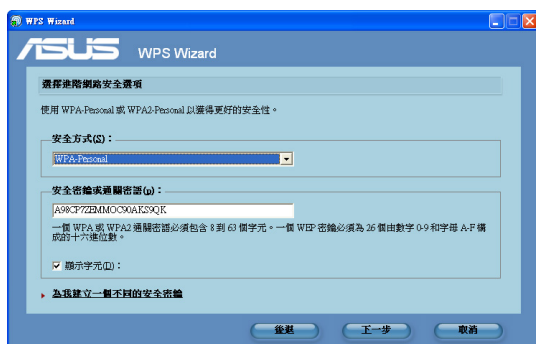 WPS Wizard
ASUS WPS Wizard
選擇進階網路安全選項
使用 WPA-Personal 或 WPA2-Personal 以獲得更好的安全性。
安全方式(S)：
WPA-Personal
安全密鑰或通關密語(p)：
A98CP7ZEMMOC90AKS9QK
一個 WPA 或 WPA2 通關密語必須包含 8 到 63 個字元。一個 WEP 密鑰必須為 26 個由數字 0-9 和字母 A-F 構
成的十六進位數。
顯示字元(D)：
為我建立一個不同的安全密鑰
後退
下一步
取消